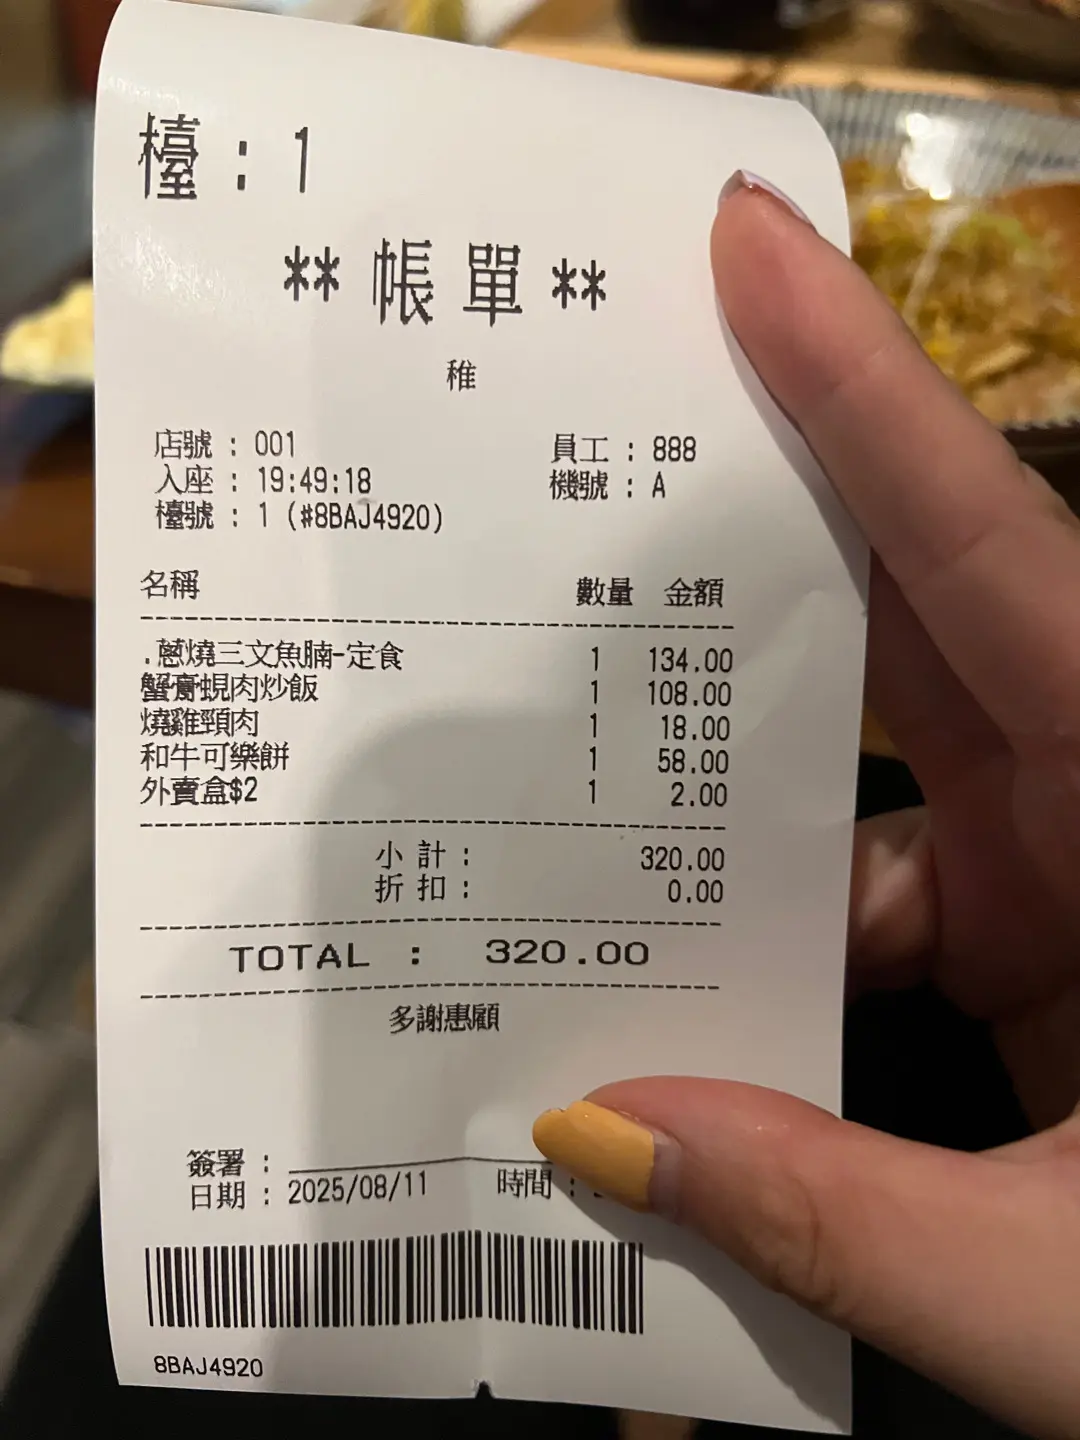 檯 : 1
** 帳 單 **
稚
店號 : 001 員工 : 888
入座 : 19:49:18 機號 : A
檯號 : 1 (#8BAJ4920)
名稱 數量 金額
.蔥燒三文魚腩-定食 1 134.00
蟹膏蜆肉炒飯 1 108.00
燒雞頸肉 1 18.00
和牛可樂餅 1 58.00
外賣盒$2 1 2.00
小 計 : 320.00
折 扣 : 0.00
TOTAL : 320.00
多謝惠顧
簽署 :
日期 : 2025/08/11 時間 :
8BAJ4920